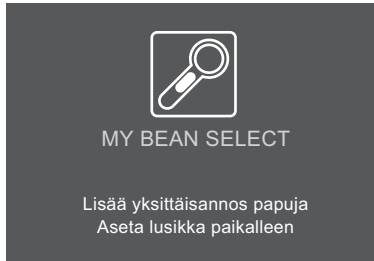 MY BEAN SELECT
Lisää yksittäisannos papuja
Aseta lusikka paikalleen